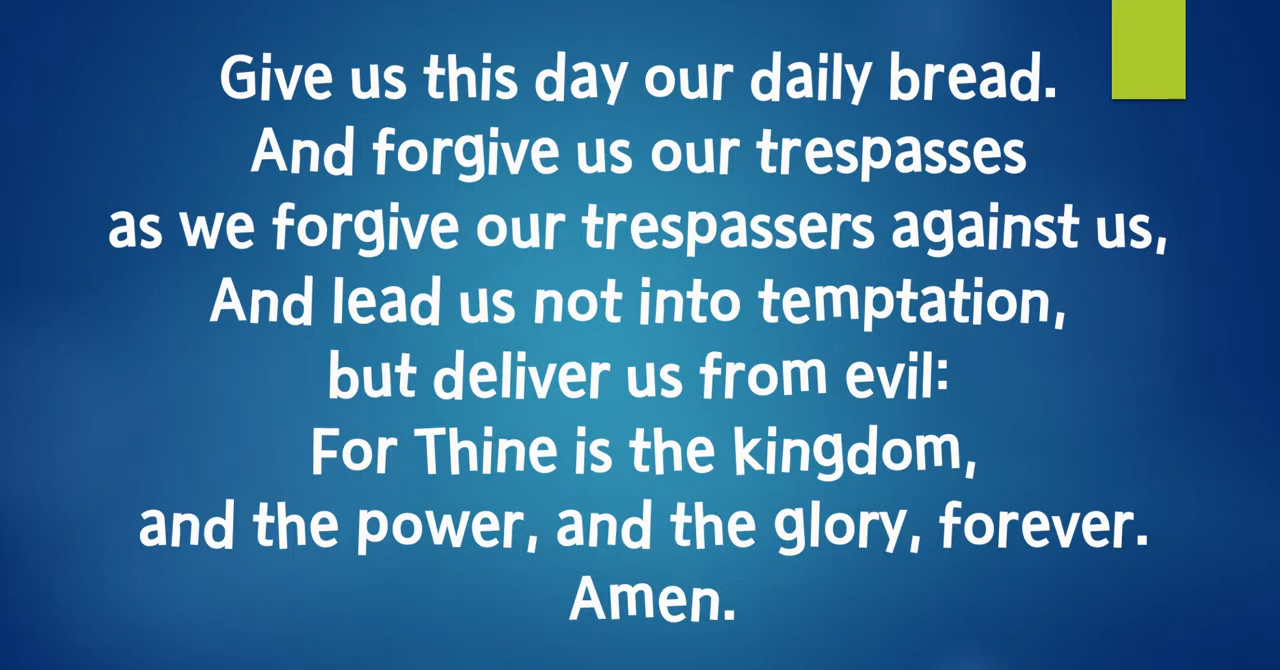 Give us this day our daily bread.
And forgive us our trespasses
as we forgive our trespassers against us,
And lead us not into temptation,
but deliver us from evil:
For Thine is the kingdom,
and the power, and the glory, forever.
Amen.